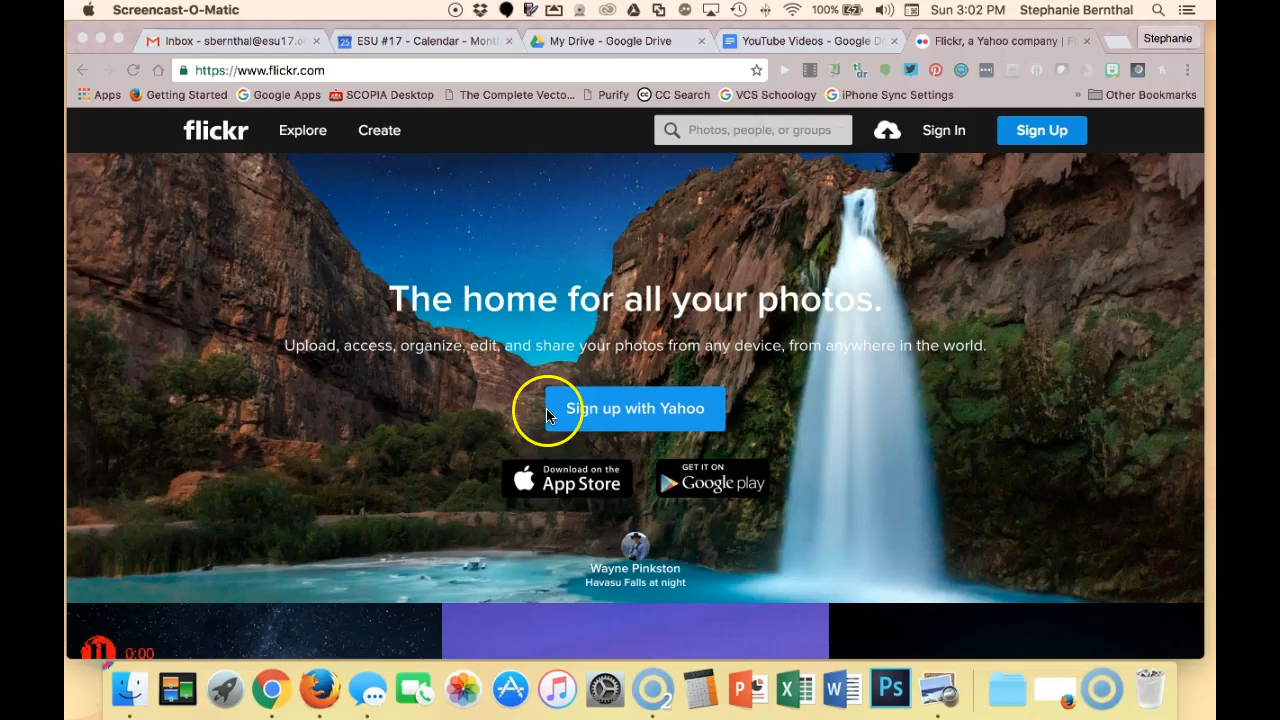 Screencast-O-Matic
100%
Sun 3:02 PM Stephanie Bernthal
Inbox - sbernthal@esu17.o
ESU #17 - Calendar - Mont
My Drive - Google Drive
YouTube Videos - Google D
Flickr, a Yahoo company | F
Stephanie
https://www.flickr.com
Apps
Getting Started
Google Apps
SCOPIA Desktop
The Complete Vecto...
Purify
CC Search
VCS Schoology
iPhone Sync Settings
»
Other Bookmarks
flickr
Explore
Create
Photos, people, or groups
Sign In
Sign Up
The home for all your photos.
Upload, access, organize, edit, and share your photos from any device, from anywhere in the world.
Sign up with Yahoo
Download on the
App Store
GET IT ON
Google play
Wayne Pinkston
Havasu Falls at night
0:00
2
Ps